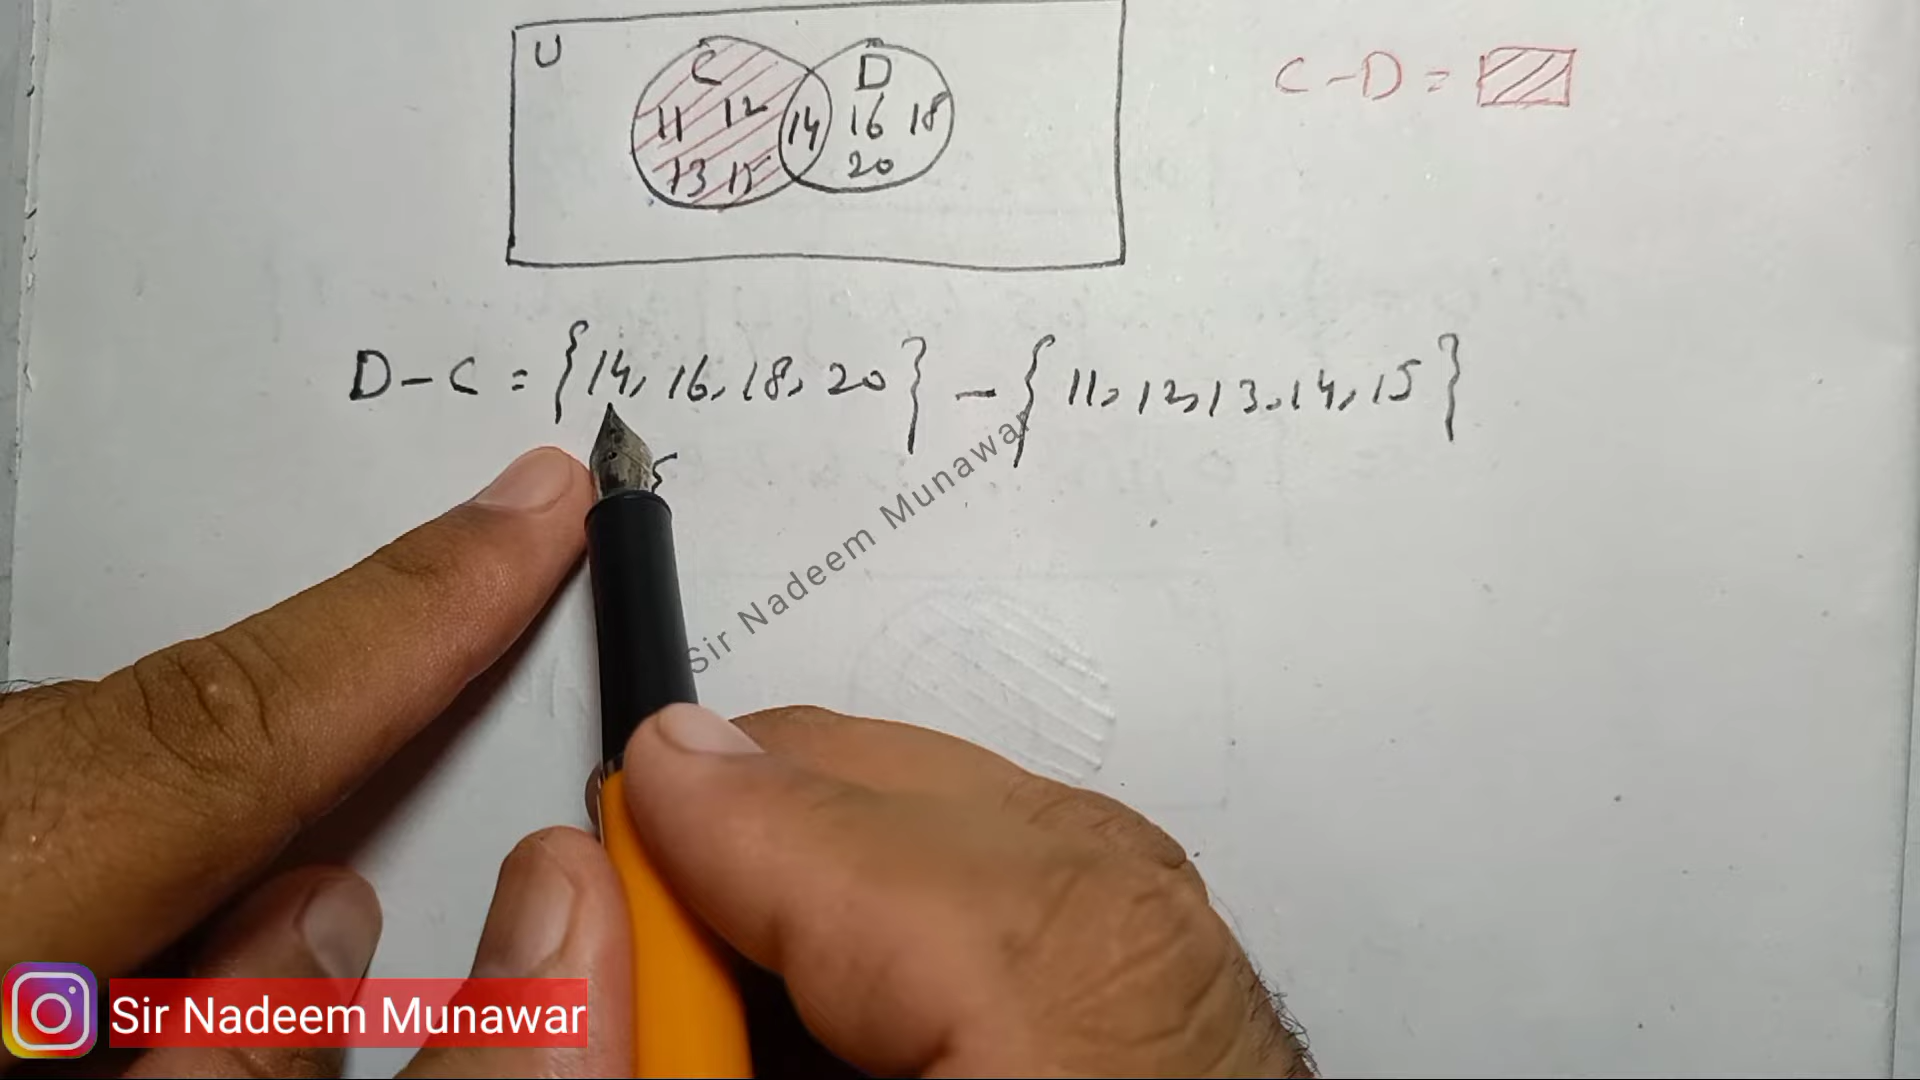 U
C D
11 12 14 16 18
13 15 20
C - D =
D - C = {14, 16, 18, 20} - {11, 12, 13, 14, 15}
{
Sir Nadeem Munawar
Sir Nadeem Munawar